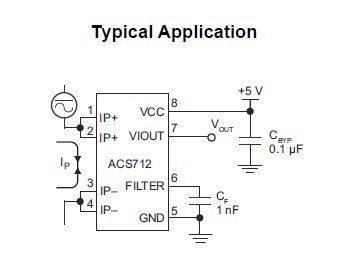 Typical Application
+5 V
1 IP+ VCC 8
2 IP+ VIOUT 7 VOUT
CBYP
0.1 µF
IP ACS712
3 IP– FILTER 6
CF
1 nF
4 IP– GND 5